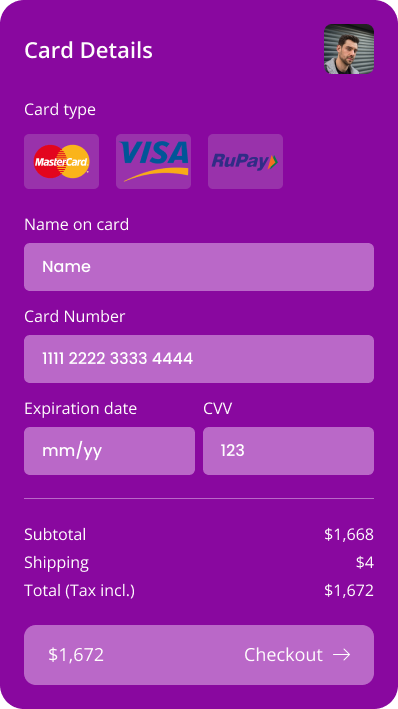 Card Details
Card type
MasterCard VISA RuPay
Name on card
Name
Card Number
1111 2222 3333 4444
Expiration date CVV
mm/yy 123
Subtotal $1,668
Shipping $4
Total (Tax incl.) $1,672
$1,672 Checkout